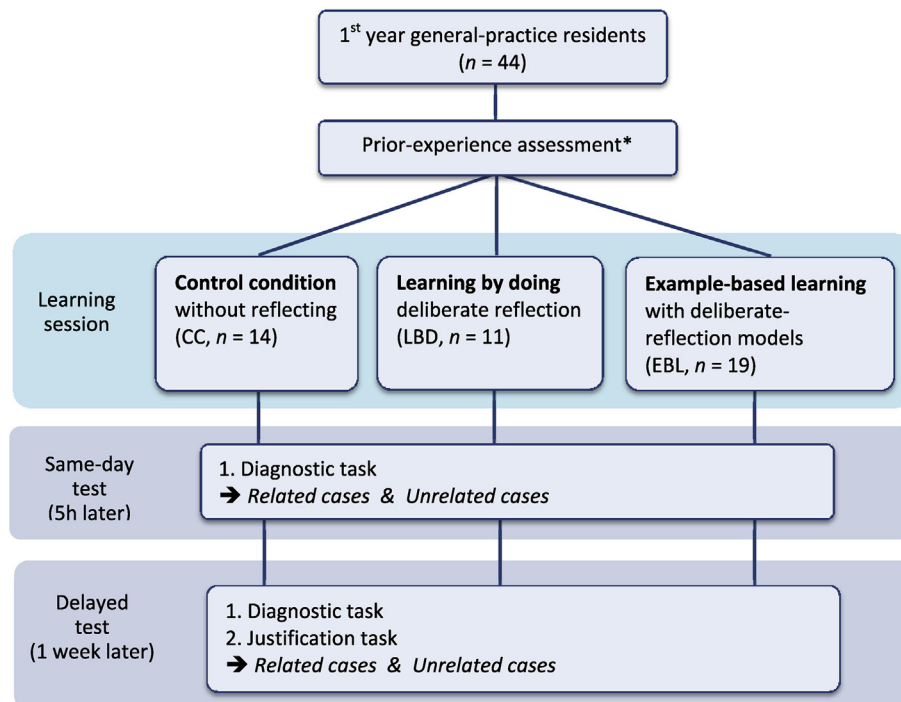 1st year general-practice residents
(n = 44)
Prior-experience assessment*
Learning
session
Control condition
without reflecting
(CC, n = 14)
Learning by doing
deliberate reflection
(LBD, n = 11)
Example-based learning
with deliberate-
reflection models
(EBL, n = 19)
Same-day
test
(5h later)
1. Diagnostic task
➔ Related cases & Unrelated cases
Delayed
test
(1 week later)
1. Diagnostic task
2. Justification task
➔ Related cases & Unrelated cases